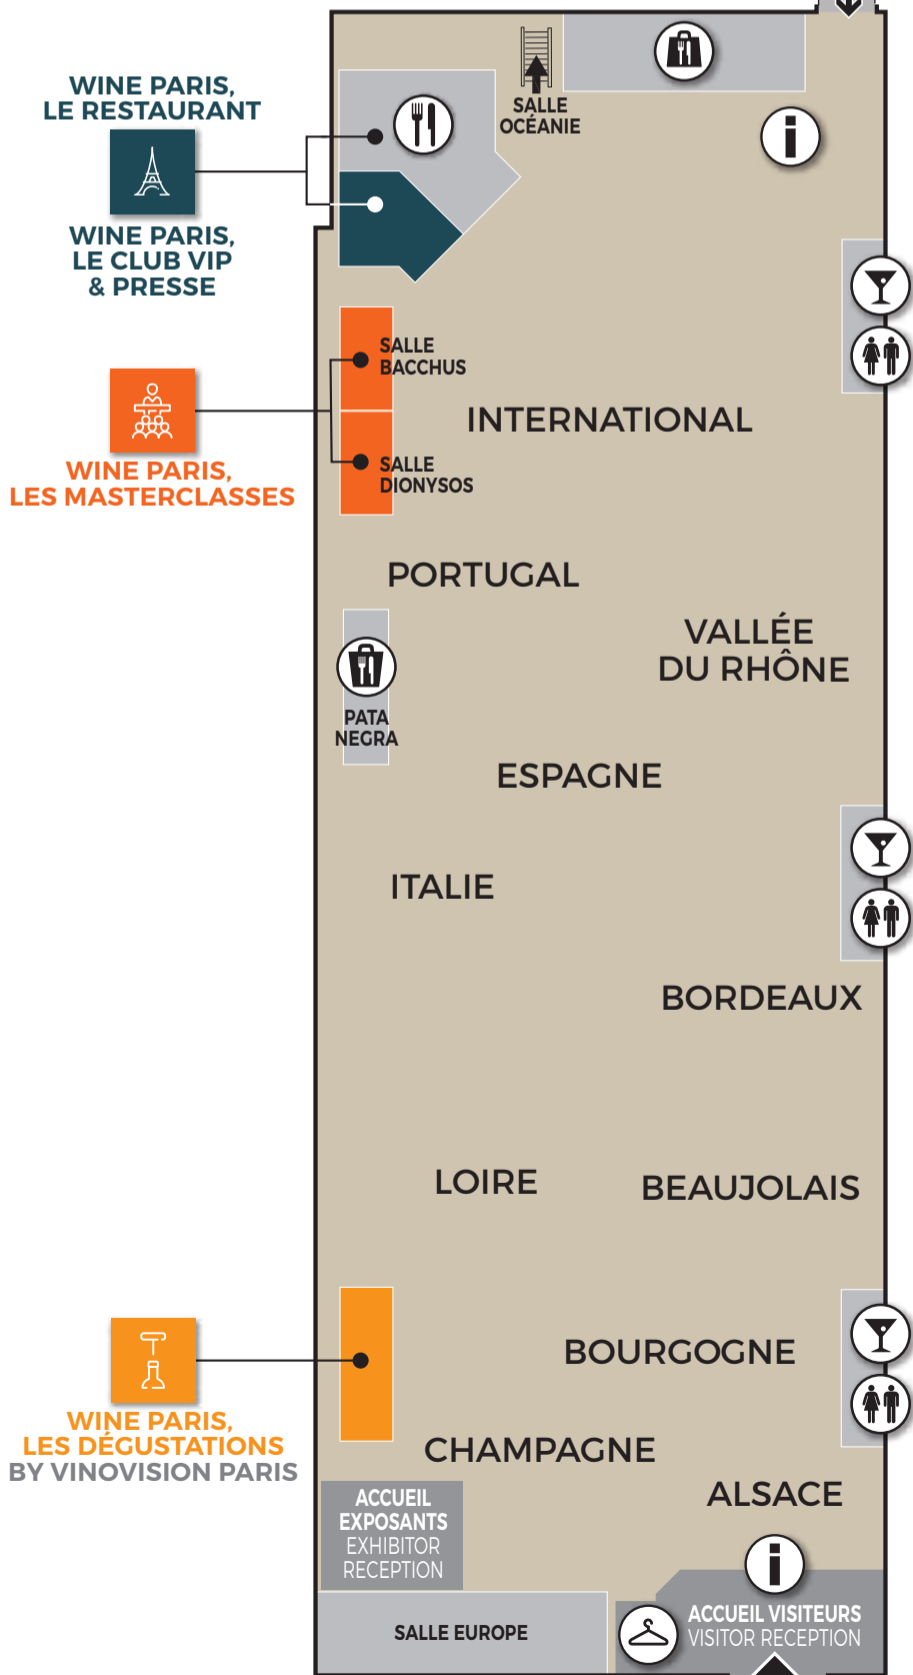 WINE PARIS,
LE RESTAURANT
WINE PARIS,
LE CLUB VIP
& PRESSE
SALLE
OCÉANIE
SALLE
BACCHUS
INTERNATIONAL
SALLE
DIONYSOS
WINE PARIS,
LES MASTERCLASSES
PORTUGAL
VALLÉE
DU RHÔNE
PATA
NEGRA
ESPAGNE
ITALIE
BORDEAUX
LOIRE
BEAUJOLAIS
BOURGOGNE
WINE PARIS,
LES DÉGUSTATIONS
BY VINOVISION PARIS
CHAMPAGNE
ALSACE
ACCUEIL
EXPOSANTS
EXHIBITOR
RECEPTION
SALLE EUROPE
ACCUEIL VISITEURS
VISITOR RECEPTION